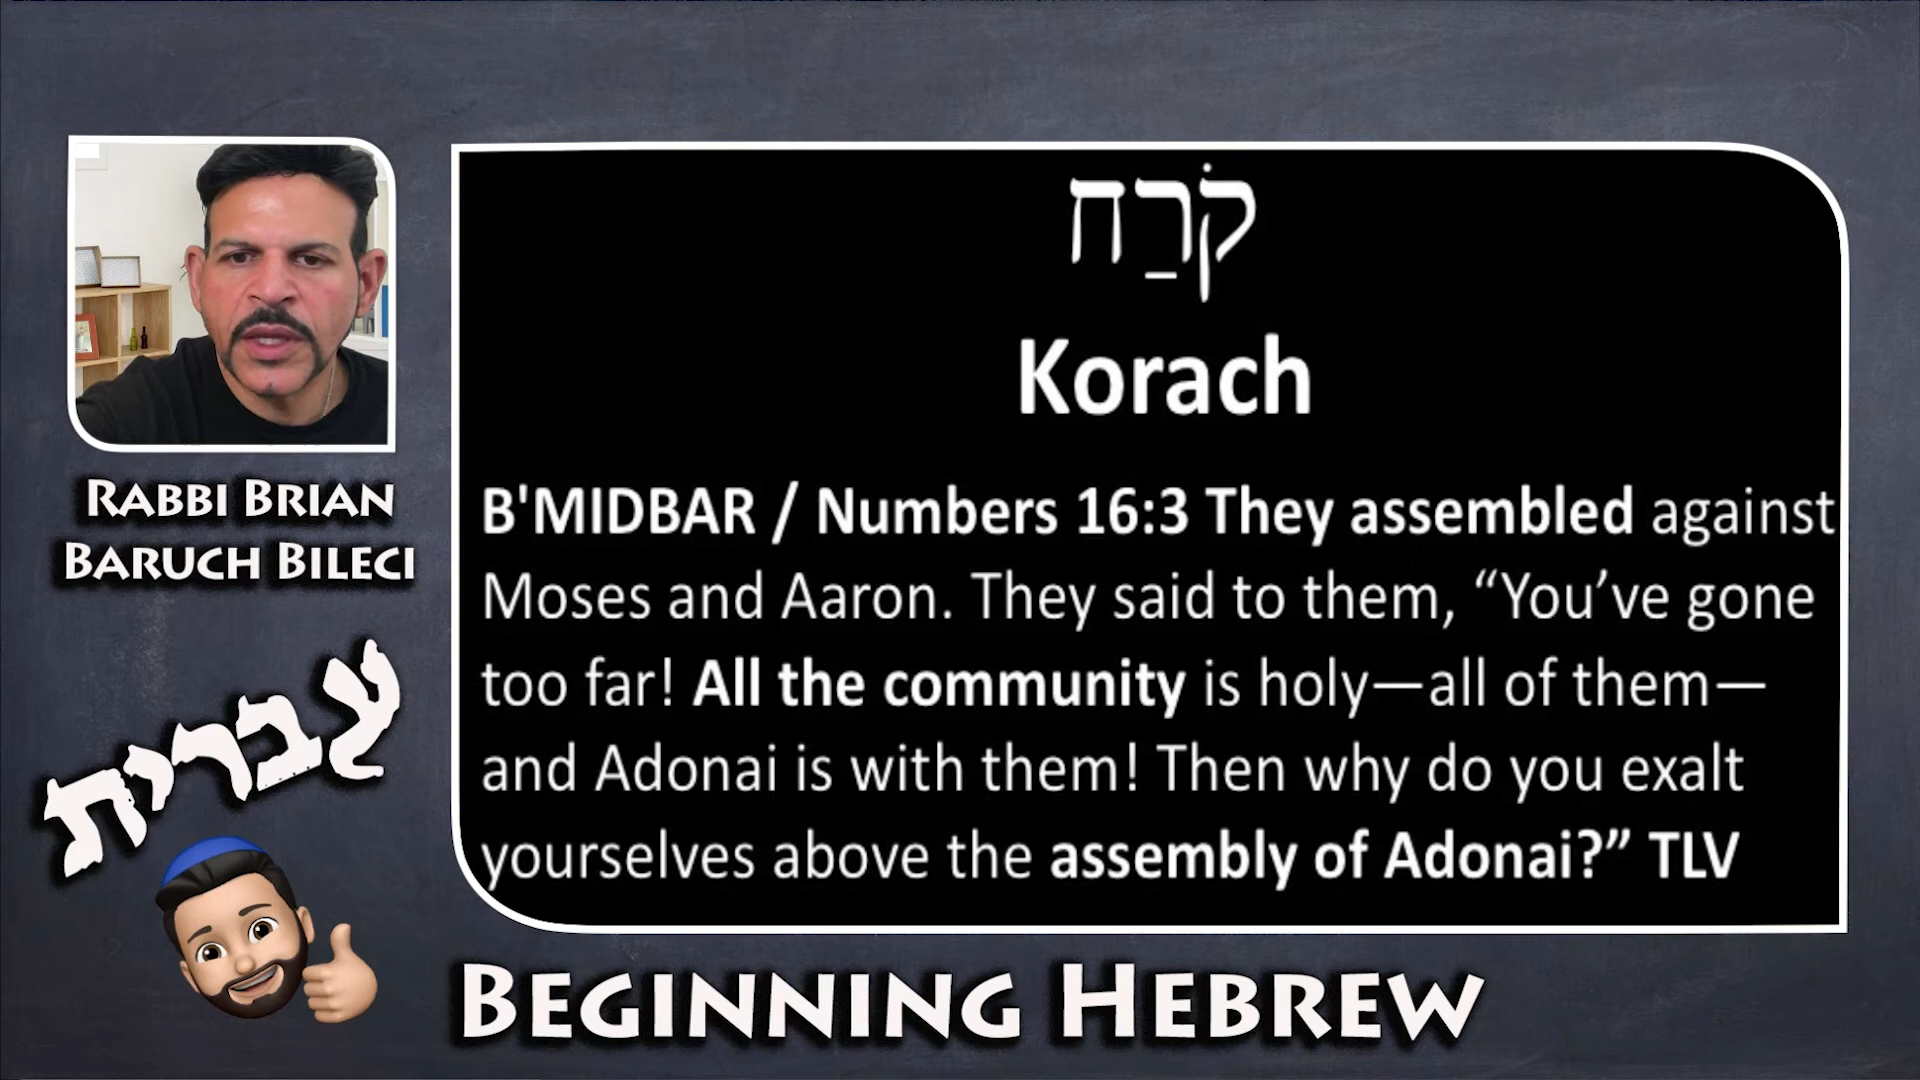 קֹרַח
Korach
B'MIDBAR / Numbers 16:3 They assembled against
Moses and Aaron. They said to them, “You’ve gone
too far! All the community is holy—all of them—
and Adonai is with them! Then why do you exalt
yourselves above the assembly of Adonai?” TLV
RABBI BRIAN
BARUCH BILECI
עברית
BEGINNING HEBREW